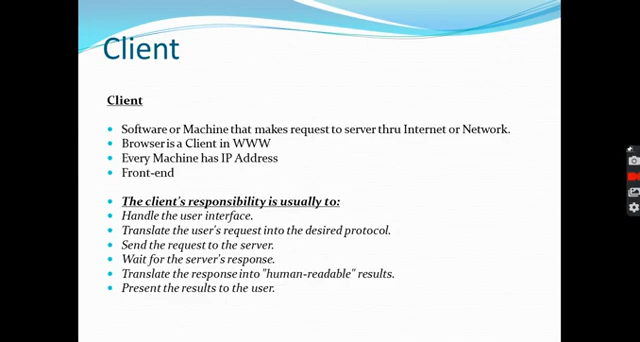 Client
Client
Software or Machine that makes request to server thru Internet or Network.
Browser is a Client in WWW
Every Machine has IP Address
Front-end
The client's responsibility is usually to:
Handle the user interface.
Translate the user's request into the desired protocol.
Send the request to the server.
Wait for the server's response.
Translate the response into "human-readable" results.
Present the results to the user.